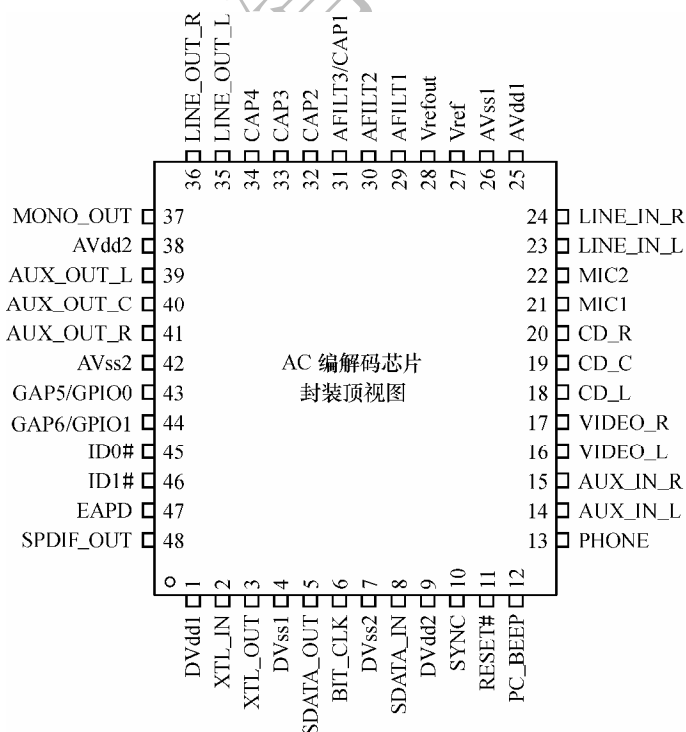 LINE_OUT_R
LINE_OUT_L
CAP4
CAP3
CAP2
AFILT3/CAP1
AFILT2
AFILT1
Vrefout
Vref
AVss1
AVdd1
36 35 34 33 32 31 30 29 28 27 26 25
MONO_OUT 37
AVdd2 38
AUX_OUT_L 39
AUX_OUT_C 40
AUX_OUT_R 41
AVss2 42
GAP5/GPIO0 43
GAP6/GPIO1 44
ID0# 45
ID1# 46
EAPD 47
SPDIF_OUT 48
AC 编解码芯片
封装顶视图
24 LINE_IN_R
23 LINE_IN_L
22 MIC2
21 MIC1
20 CD_R
19 CD_C
18 CD_L
17 VIDEO_R
16 VIDEO_L
15 AUX_IN_R
14 AUX_IN_L
13 PHONE
1 2 3 4 5 6 7 8 9 10 11 12
DVdd1
XTL_IN
XTL_OUT
DVss1
SDATA_OUT
BIT_CLK
DVss2
SDATA_IN
DVdd2
SYNC
RESET#
PC_BEEP